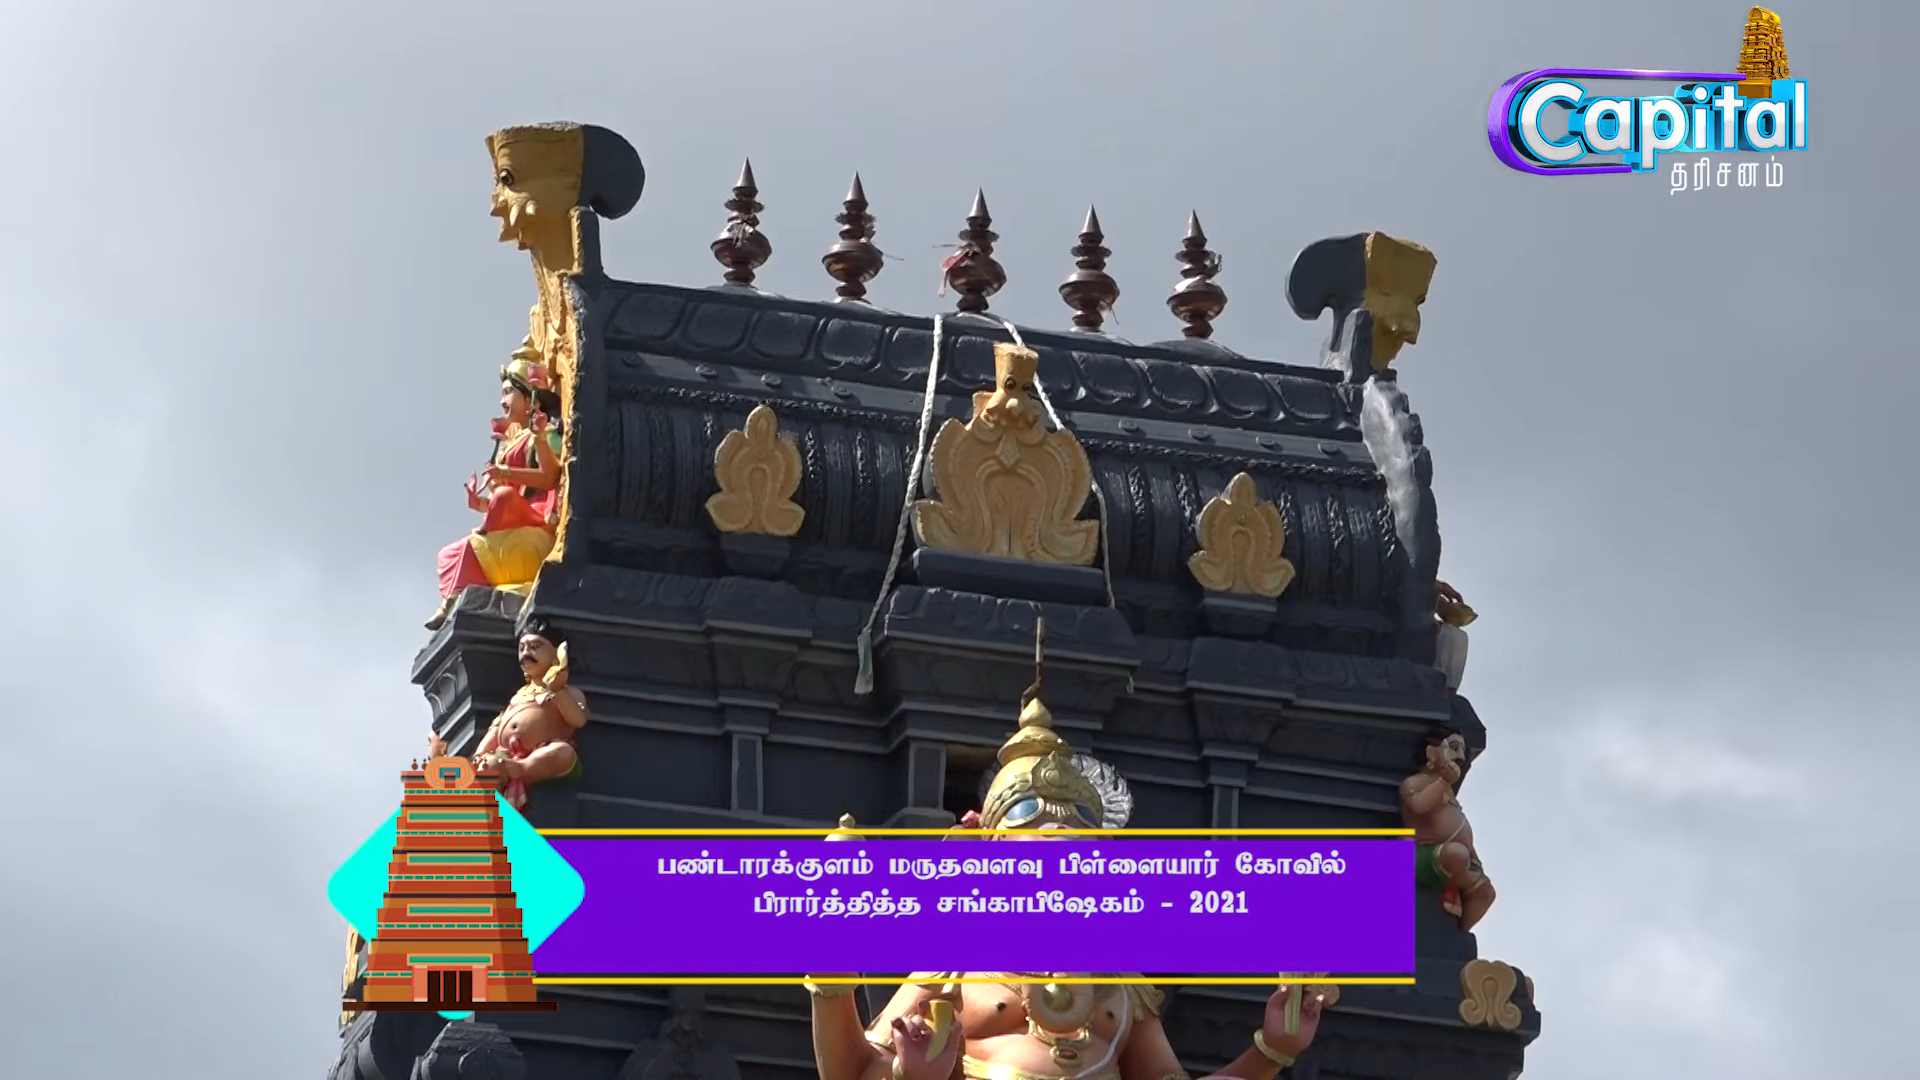 Capital
தரிசனம்
பண்டாரக்குளம் மருதவளவு பிள்ளையார் கோவில்
பிரார்த்தித்த சங்காபிஷேகம் - 2021